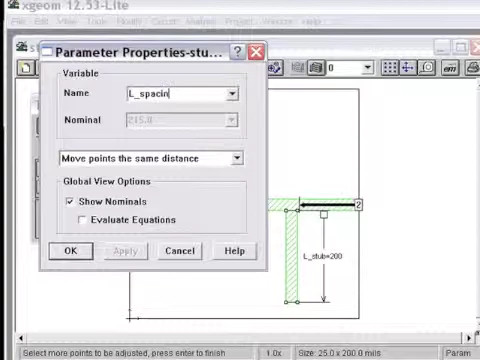 xgeom 12.53-Lite
File Edit View Tools Modify Circuit Analysis Project Window Help
Parameter Properties-stu...
Variable
Name L_spacin
Nominal 215.0
Move points the same distance
Global View Options
Show Nominals
Evaluate Equations
OK Apply Cancel Help
0
em
2
L_stub=200
Select more points to be adjusted, press enter to finish 1.0x Size: 25.0 x 200.0 mils Param